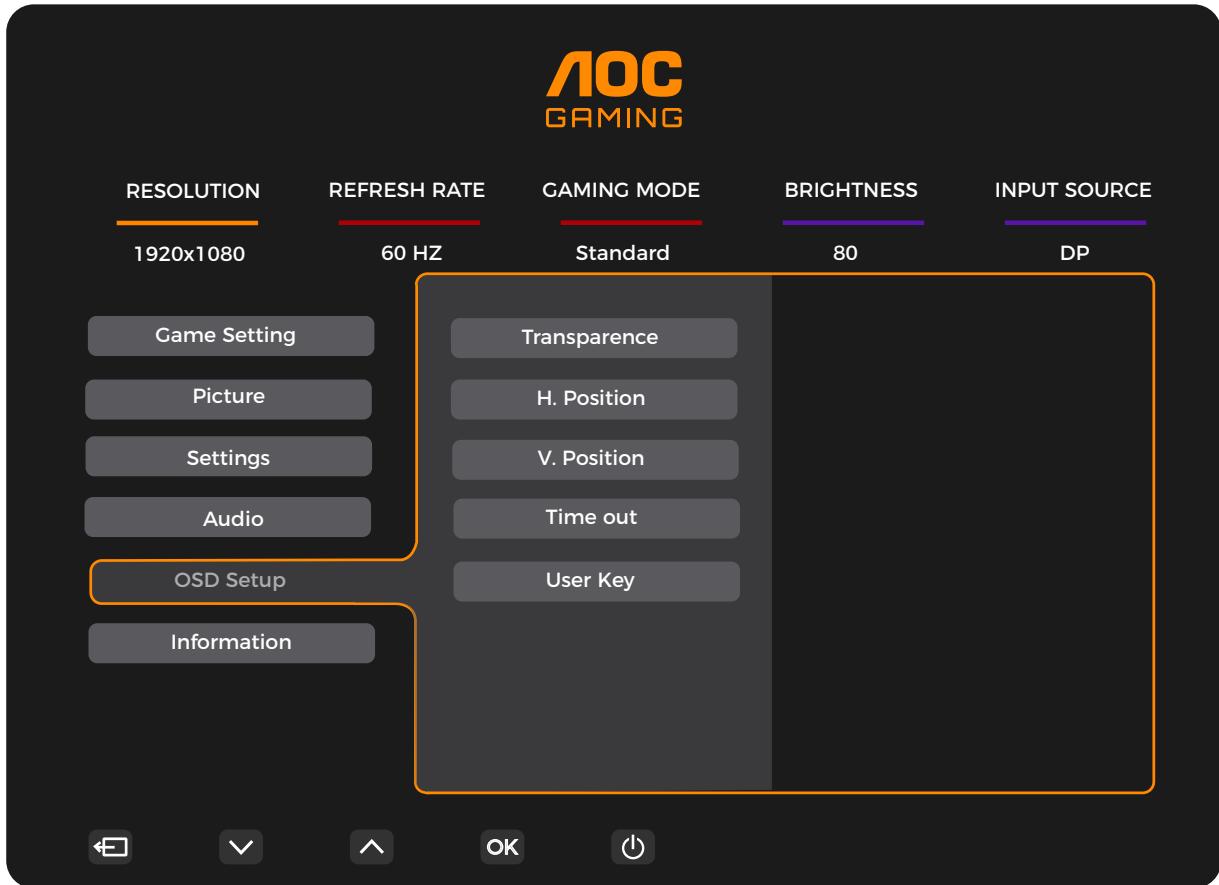 AOC
GAMING
RESOLUTION REFRESH RATE GAMING MODE BRIGHTNESS INPUT SOURCE
1920x1080 60 HZ Standard 80 DP
Game Setting
Picture
Settings
Audio
OSD Setup
Information
Transparence
H. Position
V. Position
Time out
User Key
OK